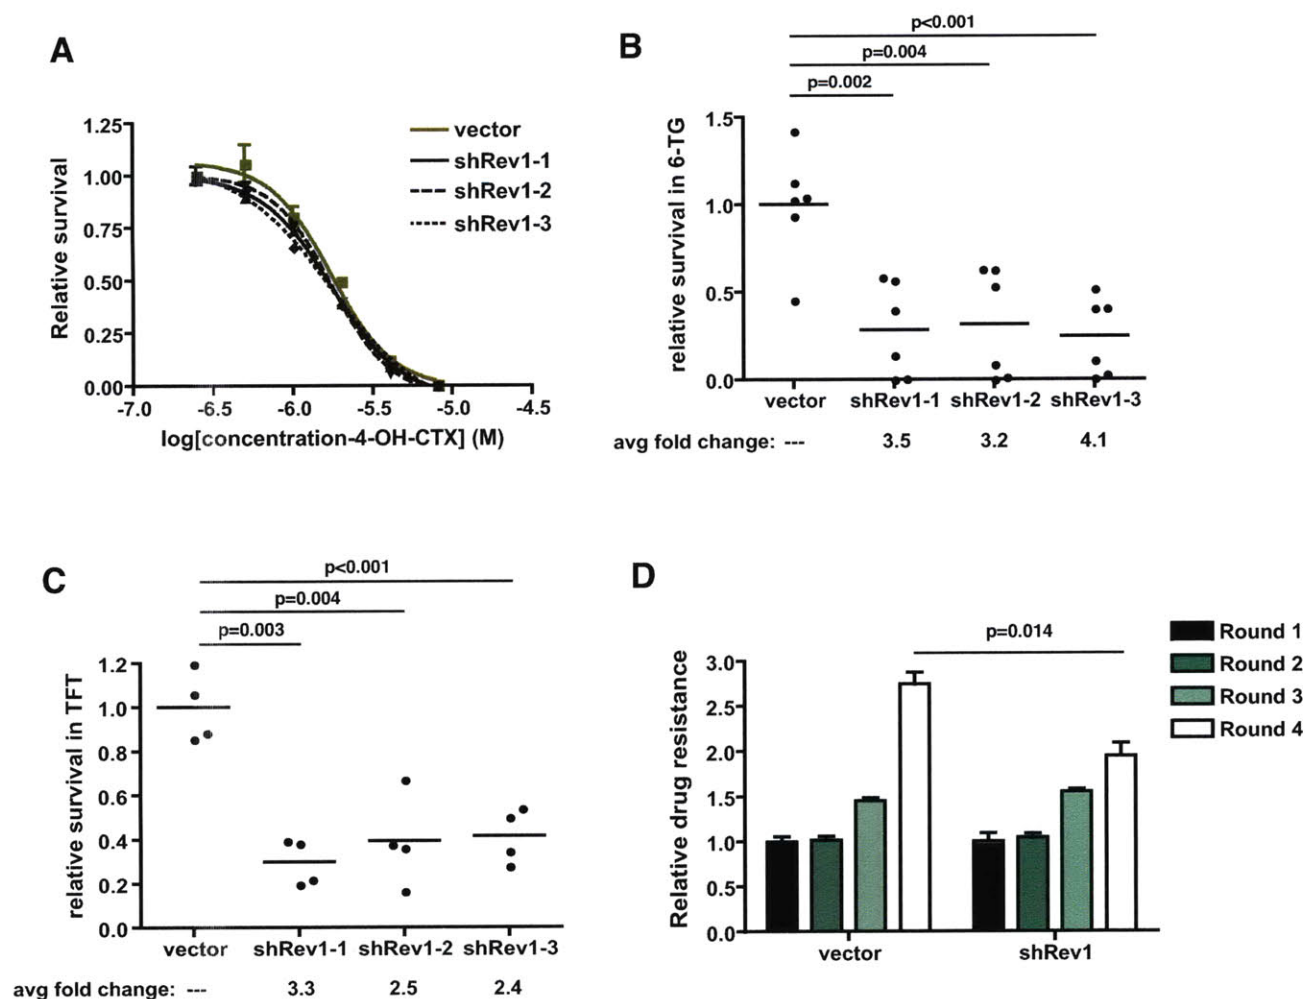 A
Relative survival
1.25
1.00
0.75
0.50
0.25
0.00
-7.0 -6.5 -6.0 -5.5 -5.0 -4.5
log[concentration-4-OH-CTX] (M)
vector
shRev1-1
shRev1-2
shRev1-3
B
p<0.001
p=0.004
p=0.002
relative survival in 6-TG
1.5
1.0
0.5
0.0
vector shRev1-1 shRev1-2 shRev1-3
avg fold change: --- 3.5 3.2 4.1
C
p<0.001
p=0.004
p=0.003
relative survival in TFT
1.2
1.0
0.8
0.6
0.4
0.2
0.0
vector shRev1-1 shRev1-2 shRev1-3
avg fold change: --- 3.3 2.5 2.4
D
p=0.014
Relative drug resistance
3.0
2.5
2.0
1.5
1.0
0.5
0.0
vector shRev1
Round 1
Round 2
Round 3
Round 4